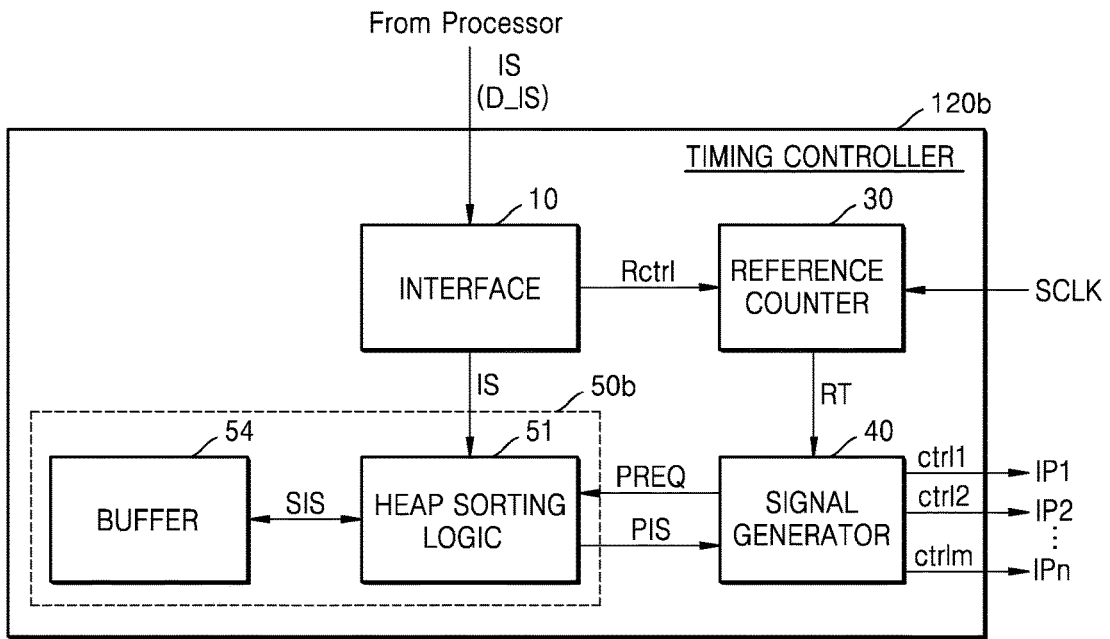 From Processor
IS
(D_IS)
120b
TIMING CONTROLLER
10
30
INTERFACE
Rctrl
REFERENCE
COUNTER
SCLK
IS
50b
RT
54
51
40
BUFFER
SIS
HEAP SORTING
LOGIC
PREQ
PIS
SIGNAL
GENERATOR
ctrl1
IP1
ctrl2
IP2
⋮
ctrlm
IPn